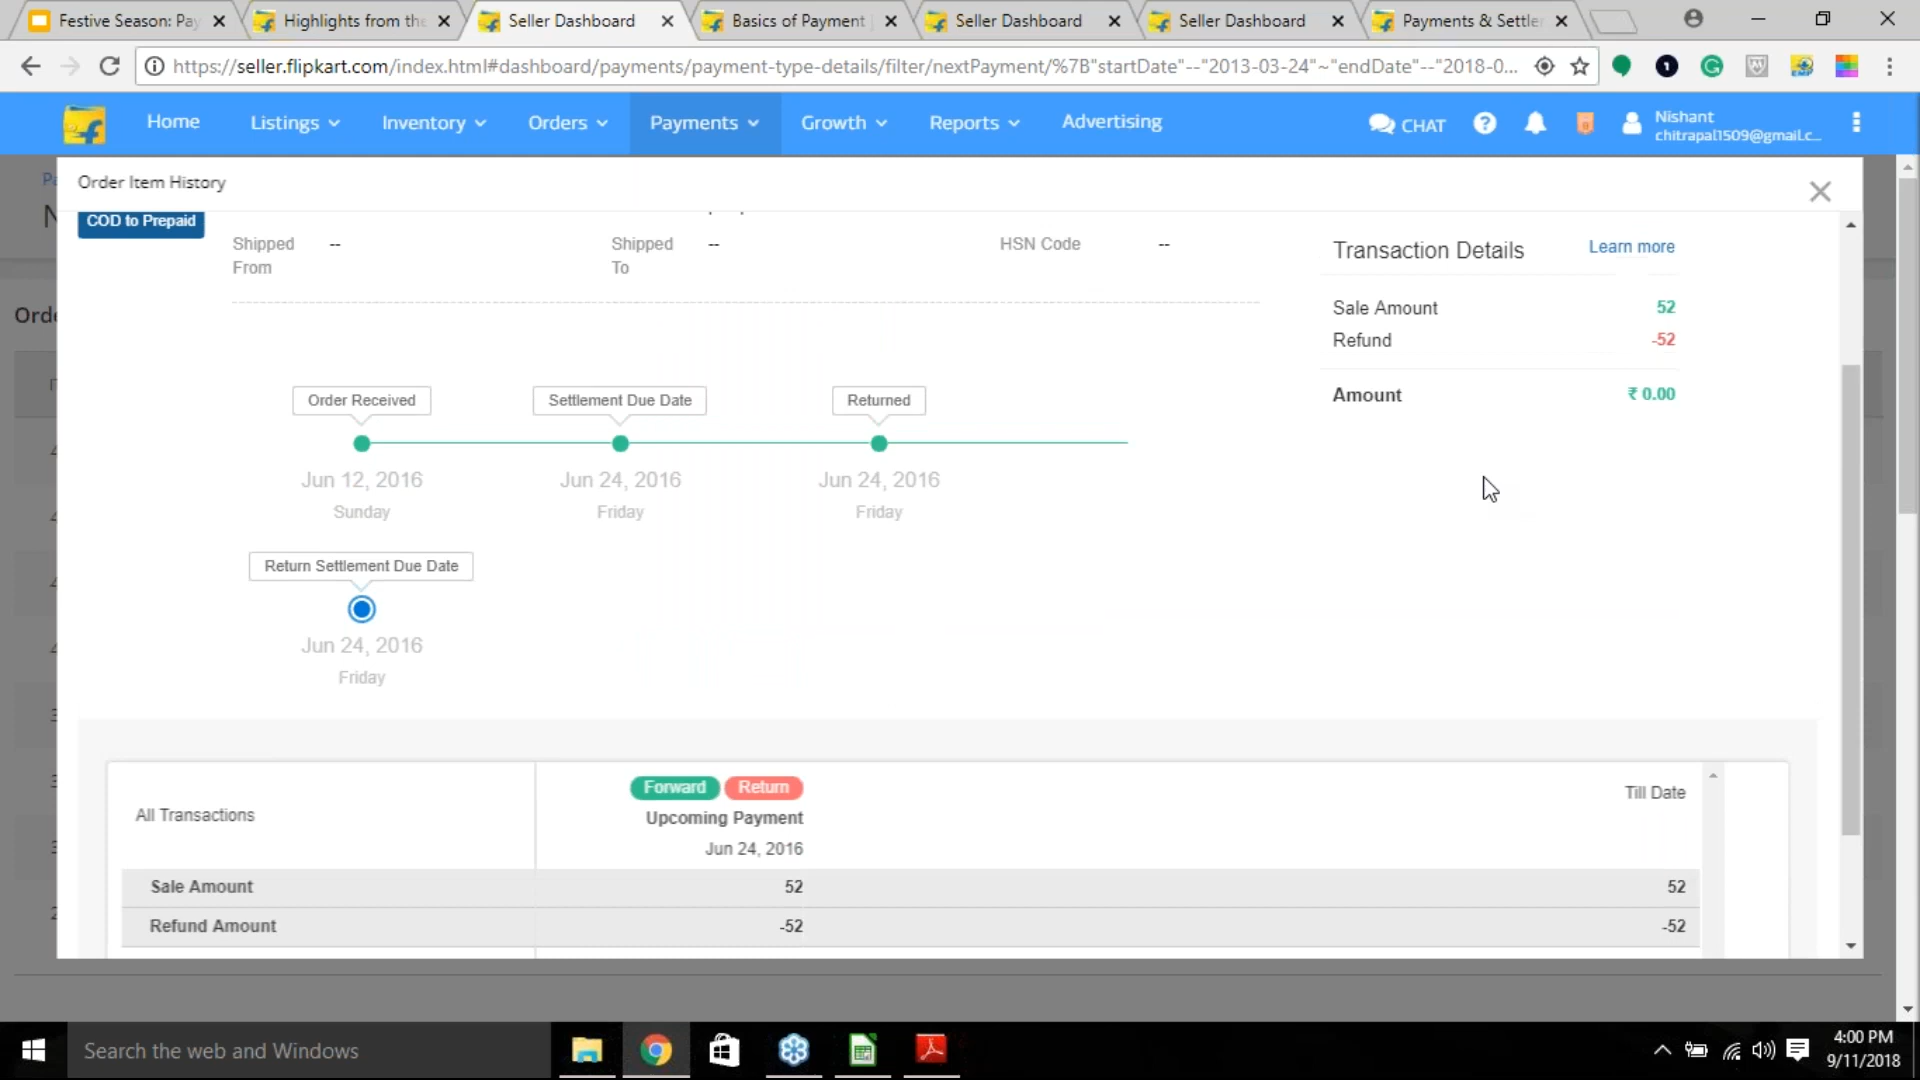 Festive Season: Pay
Highlights from the
Seller Dashboard
Basics of Payment
Seller Dashboard
Seller Dashboard
Payments & Settle
https://seller.flipkart.com/index.html#dashboard/payments/payment-type-details/filter/nextPayment/%7B"startDate"--"2013-03-24"~"endDate"--"2018-0...
Home
Listings
Inventory
Orders
Payments
Growth
Reports
Advertising
CHAT
Nishant
chitrapal1509@gmail.c...
Order Item History
COD to Prepaid
Shipped From
--
Shipped To
--
HSN Code
--
Transaction Details
Learn more
Sale Amount 52
Refund -52
Amount ₹ 0.00
Order Received
Settlement Due Date
Returned
Jun 12, 2016
Jun 24, 2016
Jun 24, 2016
Sunday
Friday
Friday
Return Settlement Due Date
Jun 24, 2016
Friday
All Transactions
Forward
Return
Upcoming Payment
Jun 24, 2016
Till Date
Sale Amount 52 52
Refund Amount -52 -52
Search the web and Windows
4:00 PM
9/11/2018